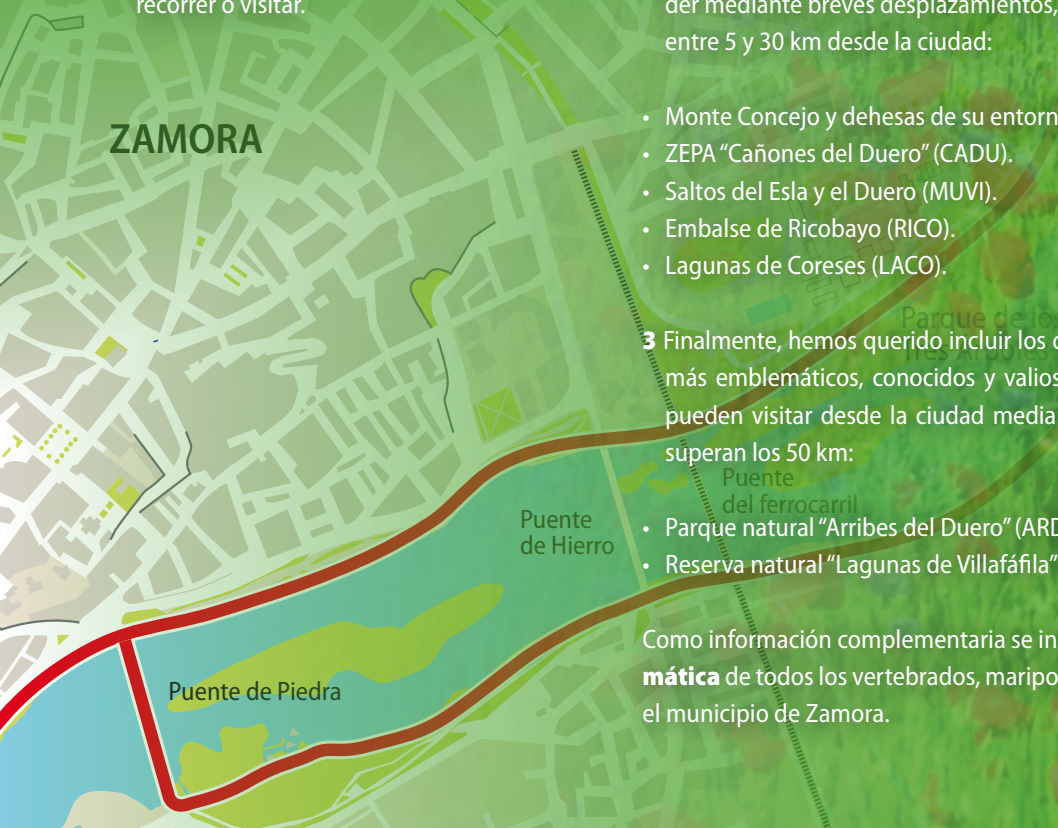 recorrer o visitar.
ZAMORA
Puente de Piedra
Puente
de Hierro
Puente
del ferrocarril
Parque de los
Tres Árboles
der mediante breves desplazamientos,
entre 5 y 30 km desde la ciudad:
• Monte Concejo y dehesas de su entorn
• ZEPA “Cañones del Duero” (CADU).
• Saltos del Esla y el Duero (MUVI).
• Embalse de Ricobayo (RICO).
• Lagunas de Coreses (LACO).
3 Finalmente, hemos querido incluir los
más emblemáticos, conocidos y valios
pueden visitar desde la ciudad media
superan los 50 km:
• Parque natural “Arribes del Duero” (ARD
• Reserva natural “Lagunas de Villafáfila”
Como información complementaria se in
mática de todos los vertebrados, maripo
el municipio de Zamora.